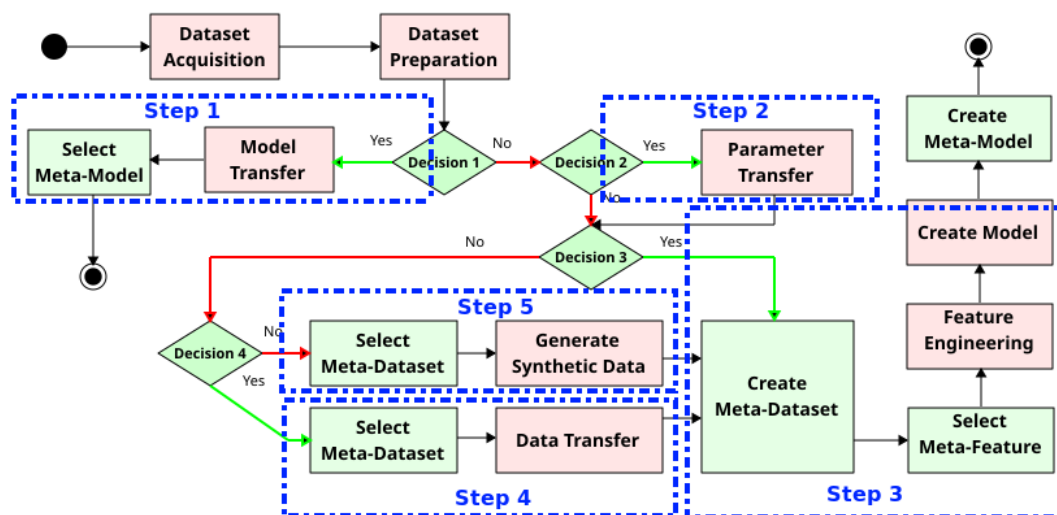 Dataset
Acquisition
Dataset
Preparation
Step 1
Select
Meta-Model
Model
Transfer
Yes
Decision 1
No
Decision 2
Yes
No
Step 2
Parameter
Transfer
Create
Meta-Model
Create Model
No
Decision 3
Yes
Step 5
Decision 4
No
Yes
Select
Meta-Dataset
Generate
Synthetic Data
Select
Meta-Dataset
Data Transfer
Step 4
Create
Meta-Dataset
Feature
Engineering
Select
Meta-Feature
Step 3